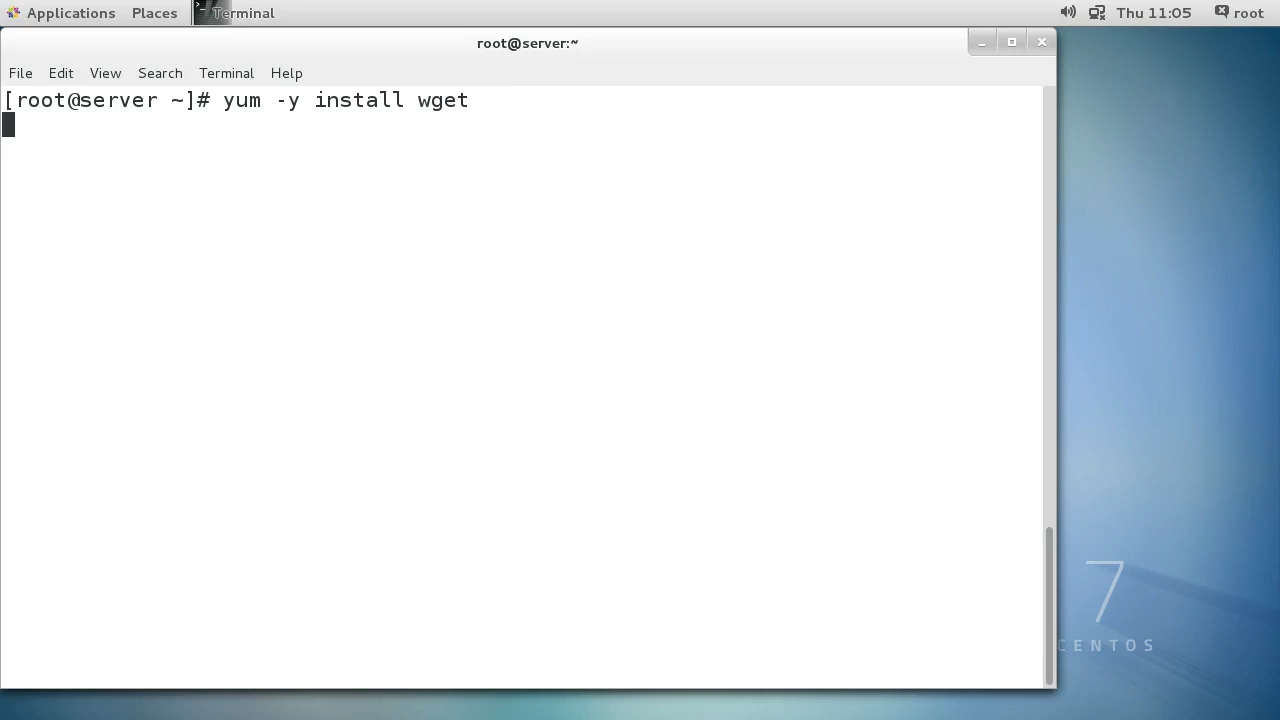 Applications Places Terminal Thu 11:05 root
root@server:~
File Edit View Search Terminal Help
[root@server ~]# yum -y install wget
7
CENTOS